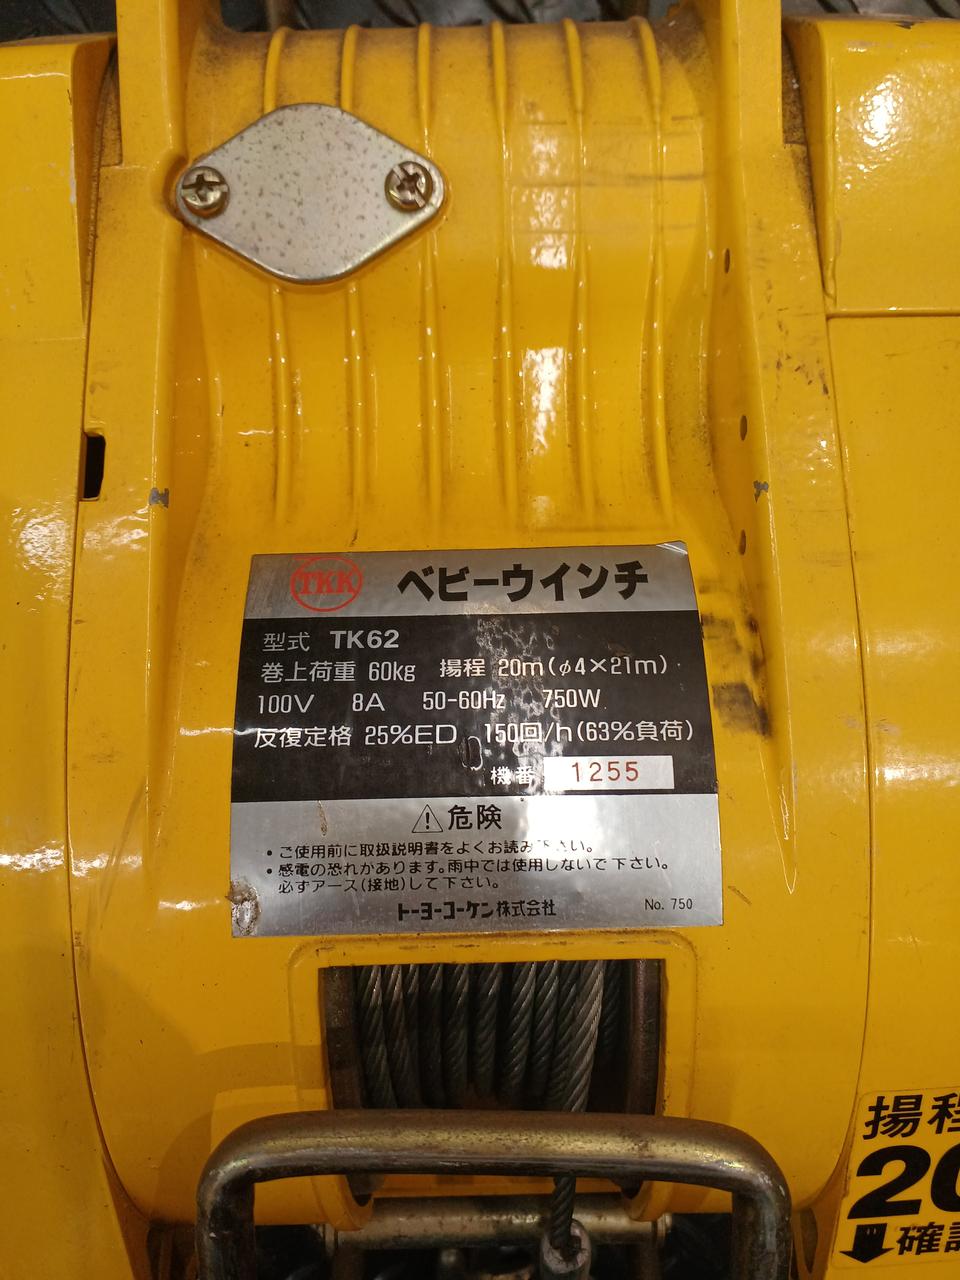 TKK ベビーウインチ
型式 TK62
巻上荷重 60kg 揚程 20m(φ4×21m)
100V 8A 50-60Hz 750W
反復定格 25%ED 150回/h(63%負荷)
機番 1255
⚠危険
• ご使用前に取扱説明書をよくお読み下さい。
• 感電の恐れがあります。雨中では使用しないで下さい。
必ずアース(接地)して下さい。
トーヨーコーケン株式会社 No. 750
揚程
20
確認